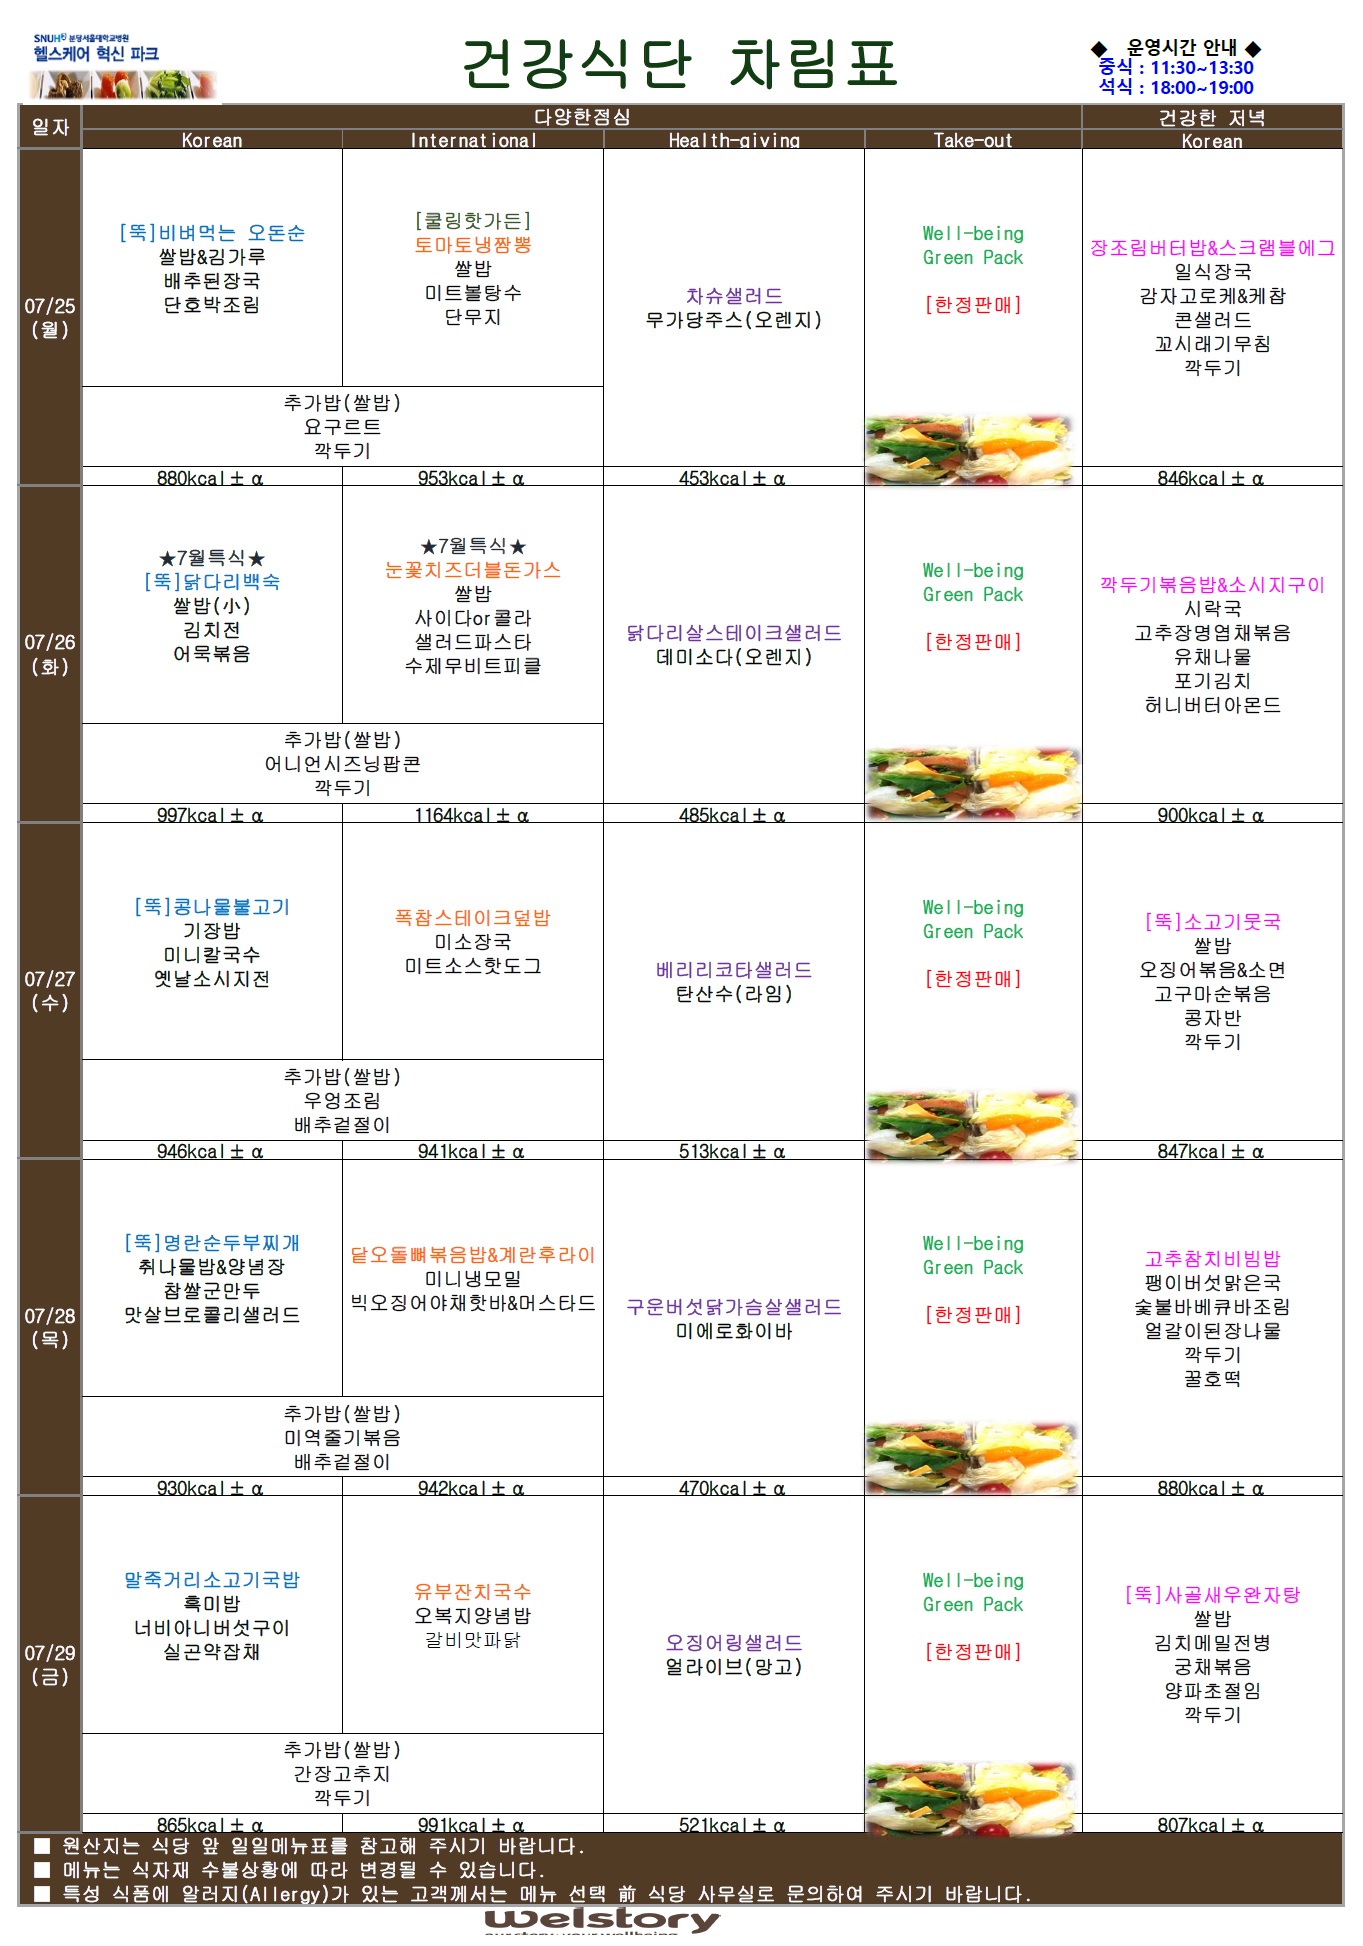 SNUH 분당서울대학교병원
헬스케어 혁신 파크
건강식단 차림표
◆ 운영시간 안내 ◆
중식 : 11:30~13:30
석식 : 18:00~19:00
일자
다양한점심
건강한 저녁
Korean
International
Health-giving
Take-out
Korean
07/25
(월)
[뚝]비벼먹는 오돈순
쌀밥&김가루
배추된장국
단호박조림
[쿨링핫가든]
토마토냉짬뽕
쌀밥
미트볼탕수
단무지
추가밥(쌀밥)
요구르트
깍두기
차슈샐러드
무가당주스(오렌지)
Well-being
Green Pack
[한정판매]
장조림버터밥&스크램블에그
일식장국
감자고로케&케찹
콘샐러드
꼬시래기무침
깍두기
880kcal± α
953kcal± α
453kcal± α
846kcal± α
07/26
(화)
★7월특식★
[뚝]닭다리백숙
쌀밥(小)
김치전
어묵볶음
★7월특식★
눈꽃치즈더블돈가스
쌀밥
사이다or콜라
샐러드파스타
수제무비트피클
추가밥(쌀밥)
어니언시즈닝팝콘
깍두기
닭다리살스테이크샐러드
데미소다(오렌지)
Well-being
Green Pack
[한정판매]
깍두기볶음밥&소시지구이
시락국
고추장명엽채볶음
유채나물
포기김치
허니버터아몬드
997kcal± α
1164kcal± α
485kcal± α
900kcal± α
07/27
(수)
[뚝]콩나물불고기
기장밥
미니칼국수
옛날소시지전
폭찹스테이크덮밥
미소장국
미트소스핫도그
추가밥(쌀밥)
우엉조림
배추겉절이
베리리코타샐러드
탄산수(라임)
Well-being
Green Pack
[한정판매]
[뚝]소고기뭇국
쌀밥
오징어볶음&소면
고구마순볶음
콩자반
깍두기
946kcal± α
941kcal± α
513kcal± α
847kcal± α
07/28
(목)
[뚝]명란순두부찌개
취나물밥&양념장
찹쌀군만두
맛살브로콜리샐러드
닽오돌뼈볶음밥&계란후라이
미니냉모밀
빅오징어야채핫바&머스타드
추가밥(쌀밥)
미역줄기볶음
배추겉절이
구운버섯닭가슴살샐러드
미에로화이바
Well-being
Green Pack
[한정판매]
고추참치비빔밥
팽이버섯맑은국
숯불바베큐바조림
얼갈이된장나물
깍두기
꿀호떡
930kcal± α
942kcal± α
470kcal± α
880kcal± α
07/29
(금)
말죽거리소고기국밥
흑미밥
너비아니버섯구이
실곤약잡채
유부잔치국수
오복지양념밥
갈비맛파닭
추가밥(쌀밥)
간장고추지
깍두기
오징어링샐러드
얼라이브(망고)
Well-being
Green Pack
[한정판매]
[뚝]사골새우완자탕
쌀밥
김치메밀전병
궁채볶음
양파초절임
깍두기
865kcal± α
991kcal± α
521kcal± α
807kcal± α
■ 원산지는 식당 앞 일일메뉴표를 참고해 주시기 바랍니다.
■ 메뉴는 식자재 수불상황에 따라 변경될 수 있습니다.
■ 특성 식품에 알러지(Allergy)가 있는 고객께서는 메뉴 선택 前 식당 사무실로 문의하여 주시기 바랍니다.
welstory